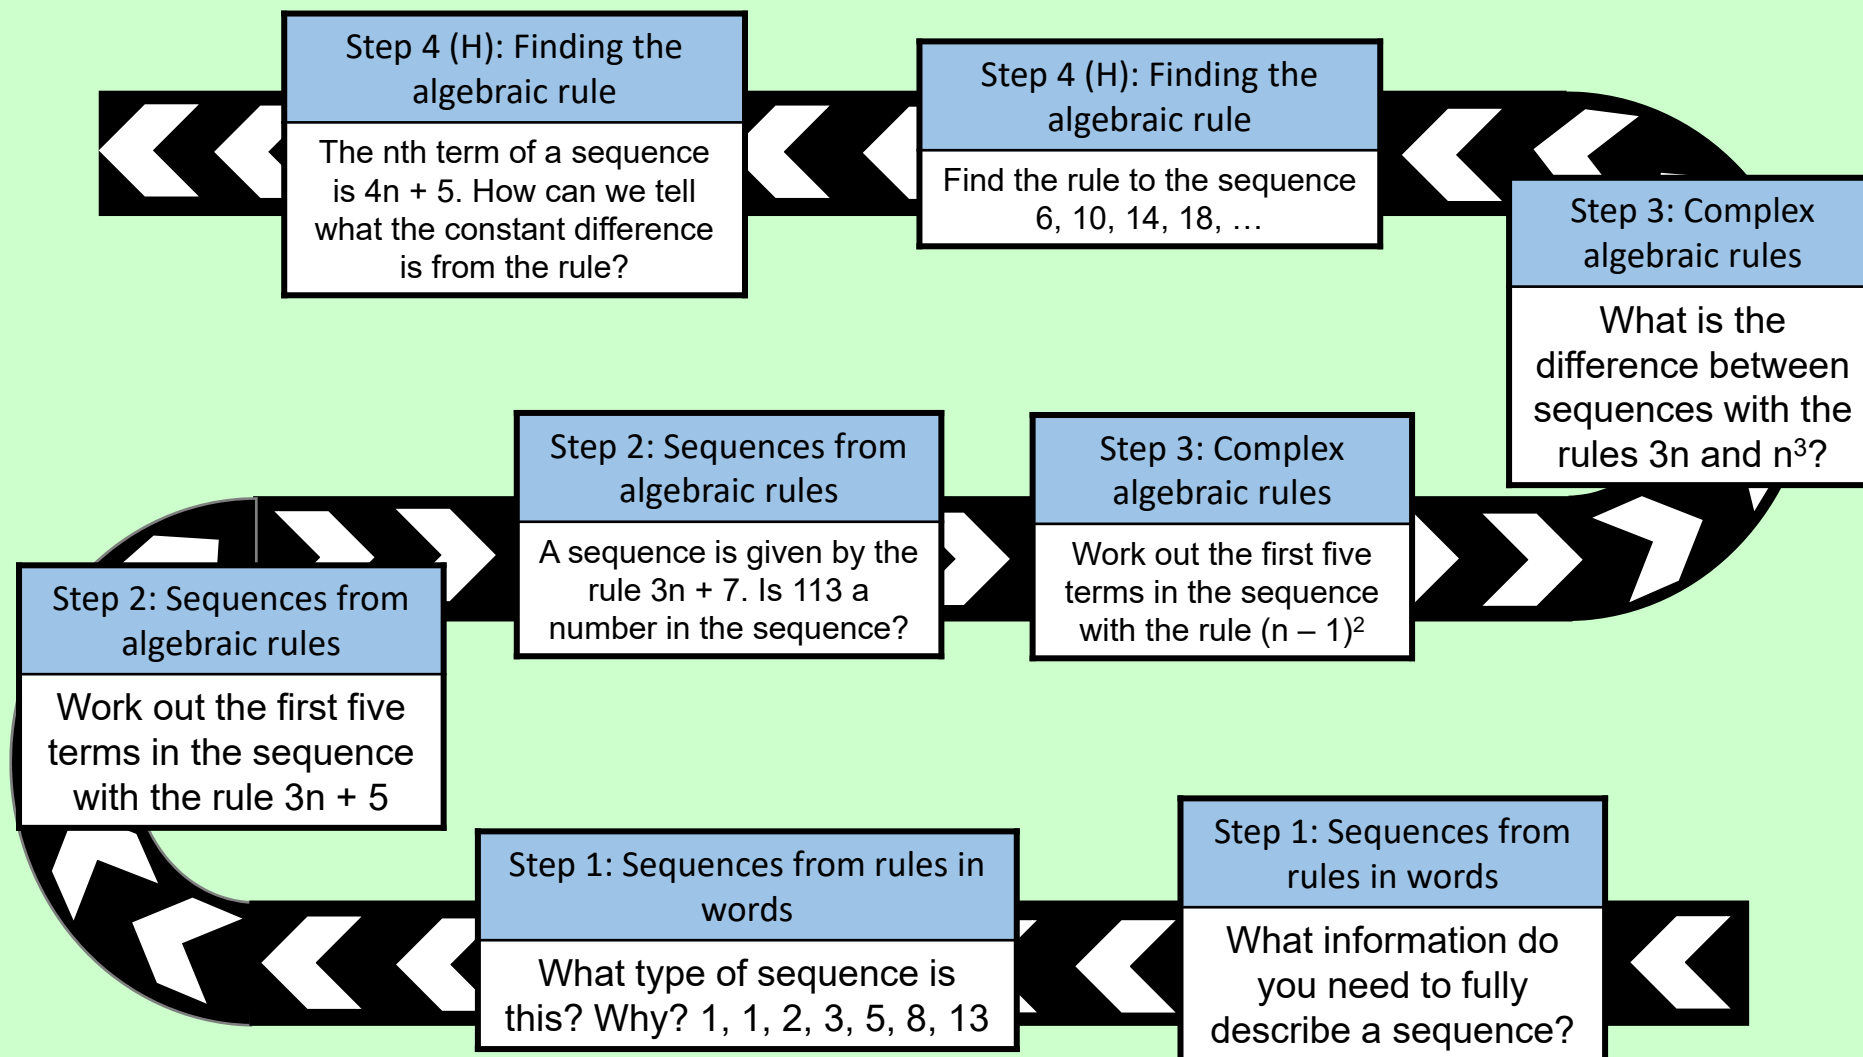 Step 4 (H): Finding the
algebraic rule
The nth term of a sequence
is 4n + 5. How can we tell
what the constant difference
is from the rule?
Step 4 (H): Finding the
algebraic rule
Find the rule to the sequence
6, 10, 14, 18, …
Step 3: Complex
algebraic rules
What is the
difference between
sequences with the
rules 3n and n³?
Step 2: Sequences from
algebraic rules
A sequence is given by the
rule 3n + 7. Is 113 a
number in the sequence?
Step 3: Complex
algebraic rules
Work out the first five
terms in the sequence
with the rule (n – 1)²
Step 2: Sequences from
algebraic rules
Work out the first five
terms in the sequence
with the rule 3n + 5
Step 1: Sequences from rules in
words
What type of sequence is
this? Why? 1, 1, 2, 3, 5, 8, 13
Step 1: Sequences from
rules in words
What information do
you need to fully
describe a sequence?